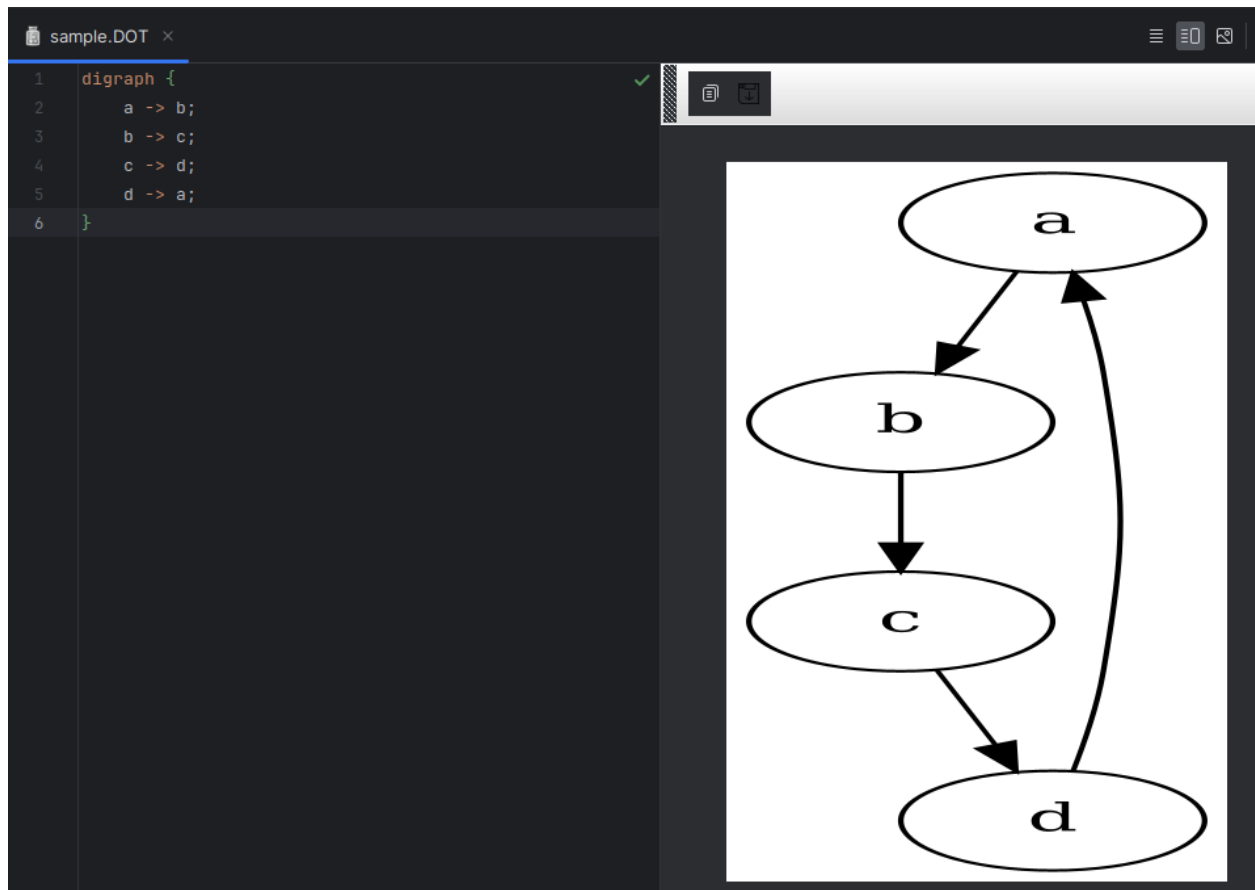 sample.DOT
1 digraph {
2     a -> b;
3     b -> c;
4     c -> d;
5     d -> a;
6 }
a
b
c
d